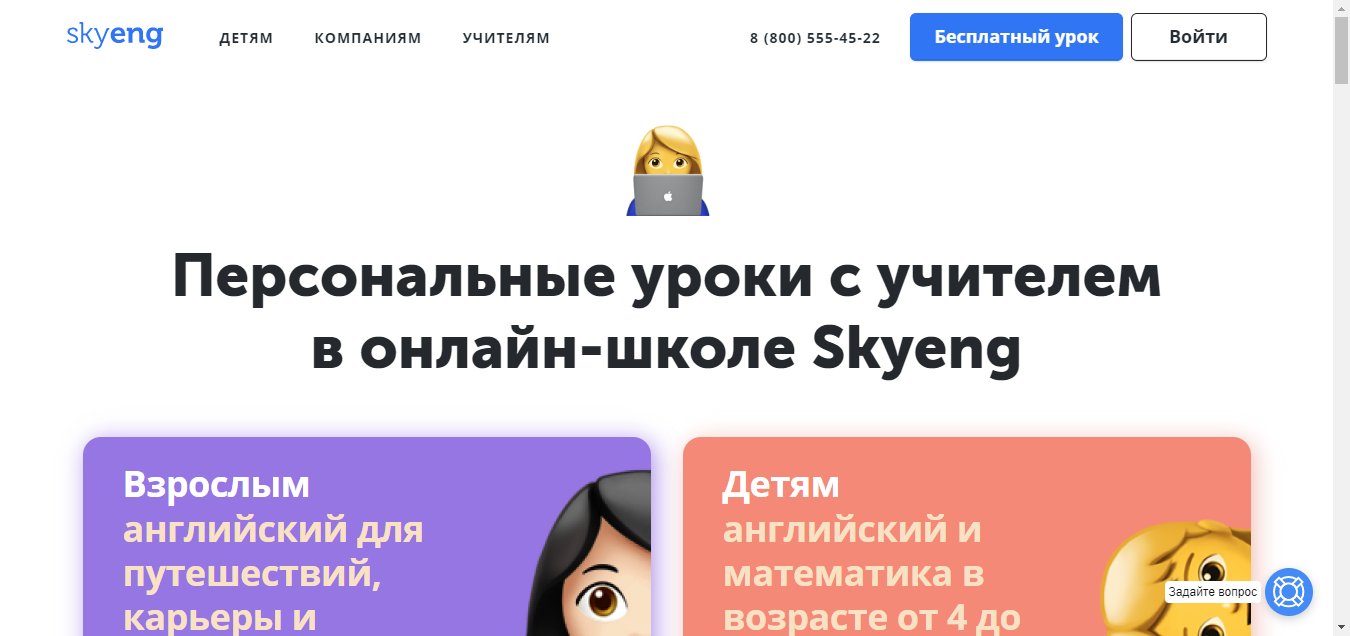 skyeng
ДЕТЯМ
КОМПАНИЯМ
УЧИТЕЛЯМ
8 (800) 555-45-22
Бесплатный урок
Войти
Персональные уроки с учителем
в онлайн-школе Skyeng
Взрослым
английский для
путешествий,
карьеры и
Детям
английский и
математика в
возрасте от 4 до
Задайте вопрос